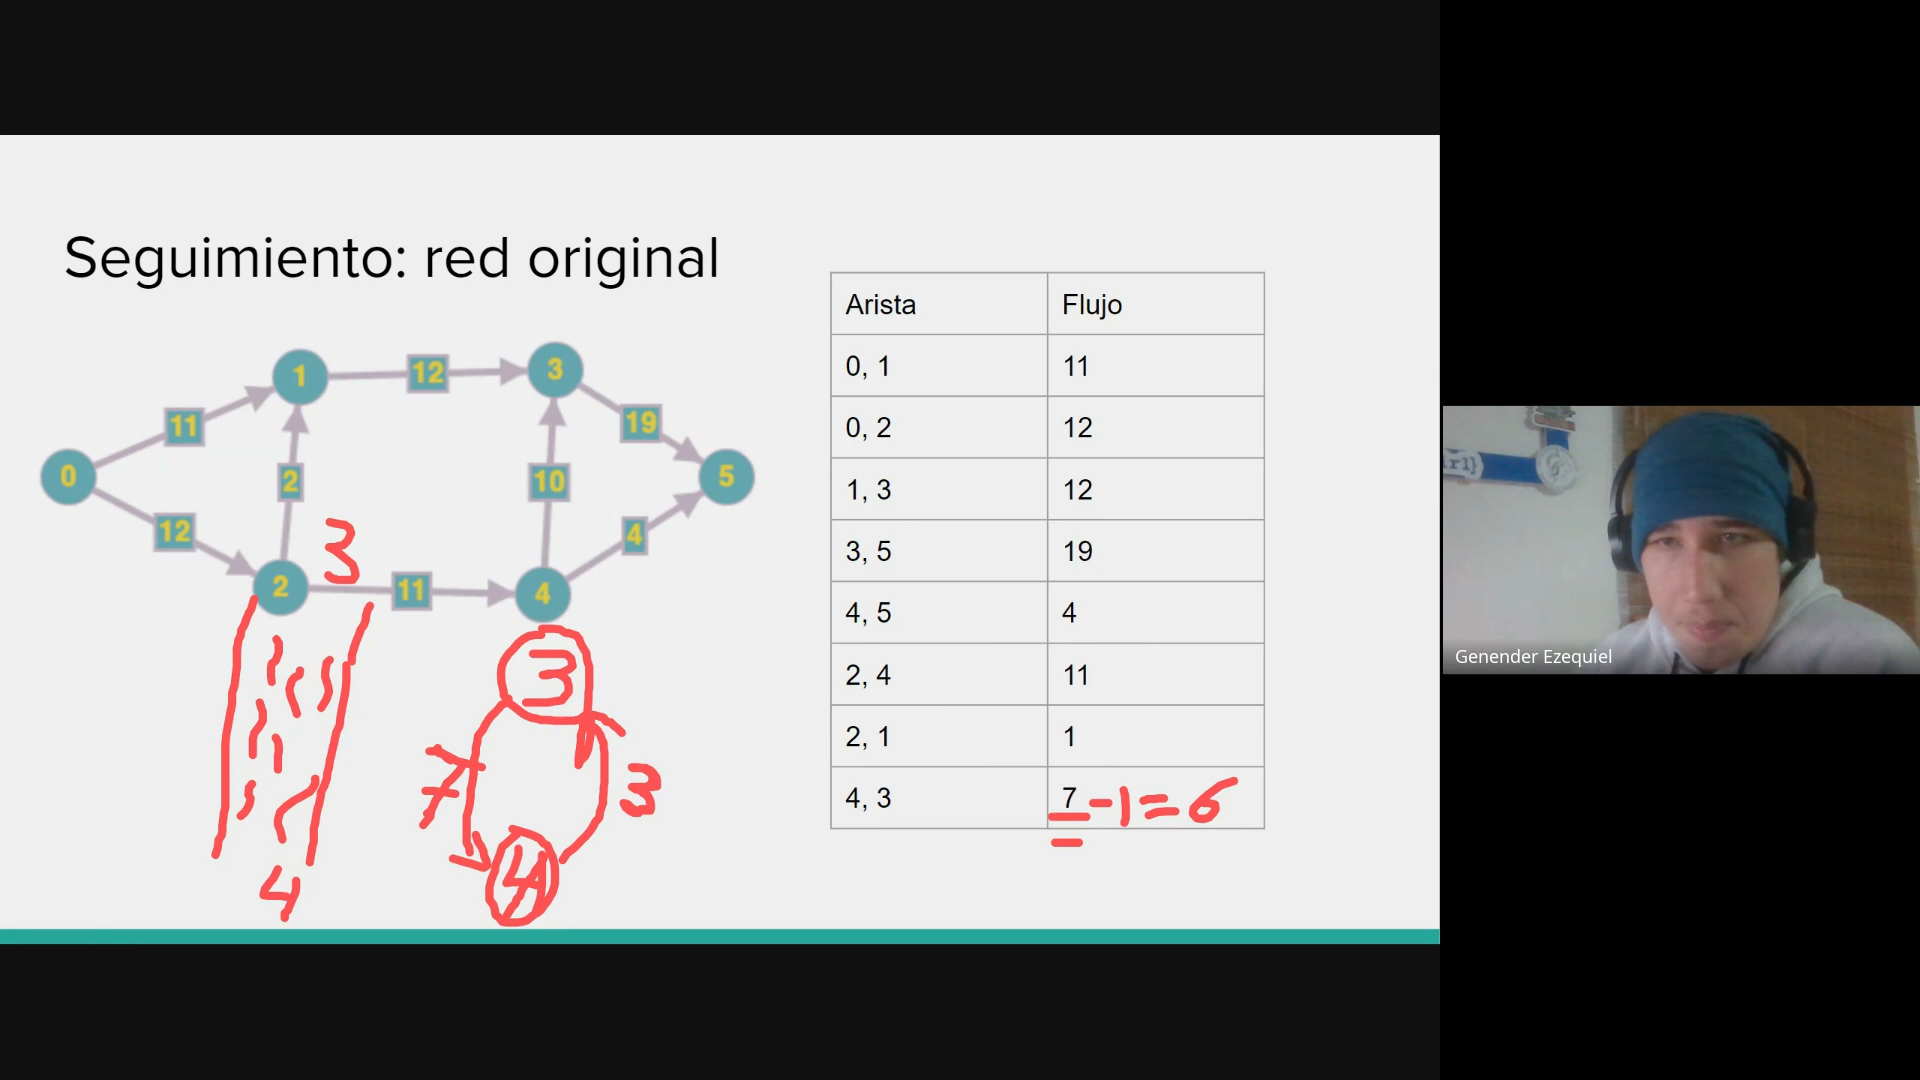 Seguimiento: red original
Arista Flujo
0, 1 11
0, 2 12
1, 3 12
3, 5 19
4, 5 4
2, 4 11
2, 1 1
4, 3 7 -1=6
1
12
3
11
19
0
2
10
5
12
4
3
2
11
4
3
7
3
4
4
Genender Ezequiel